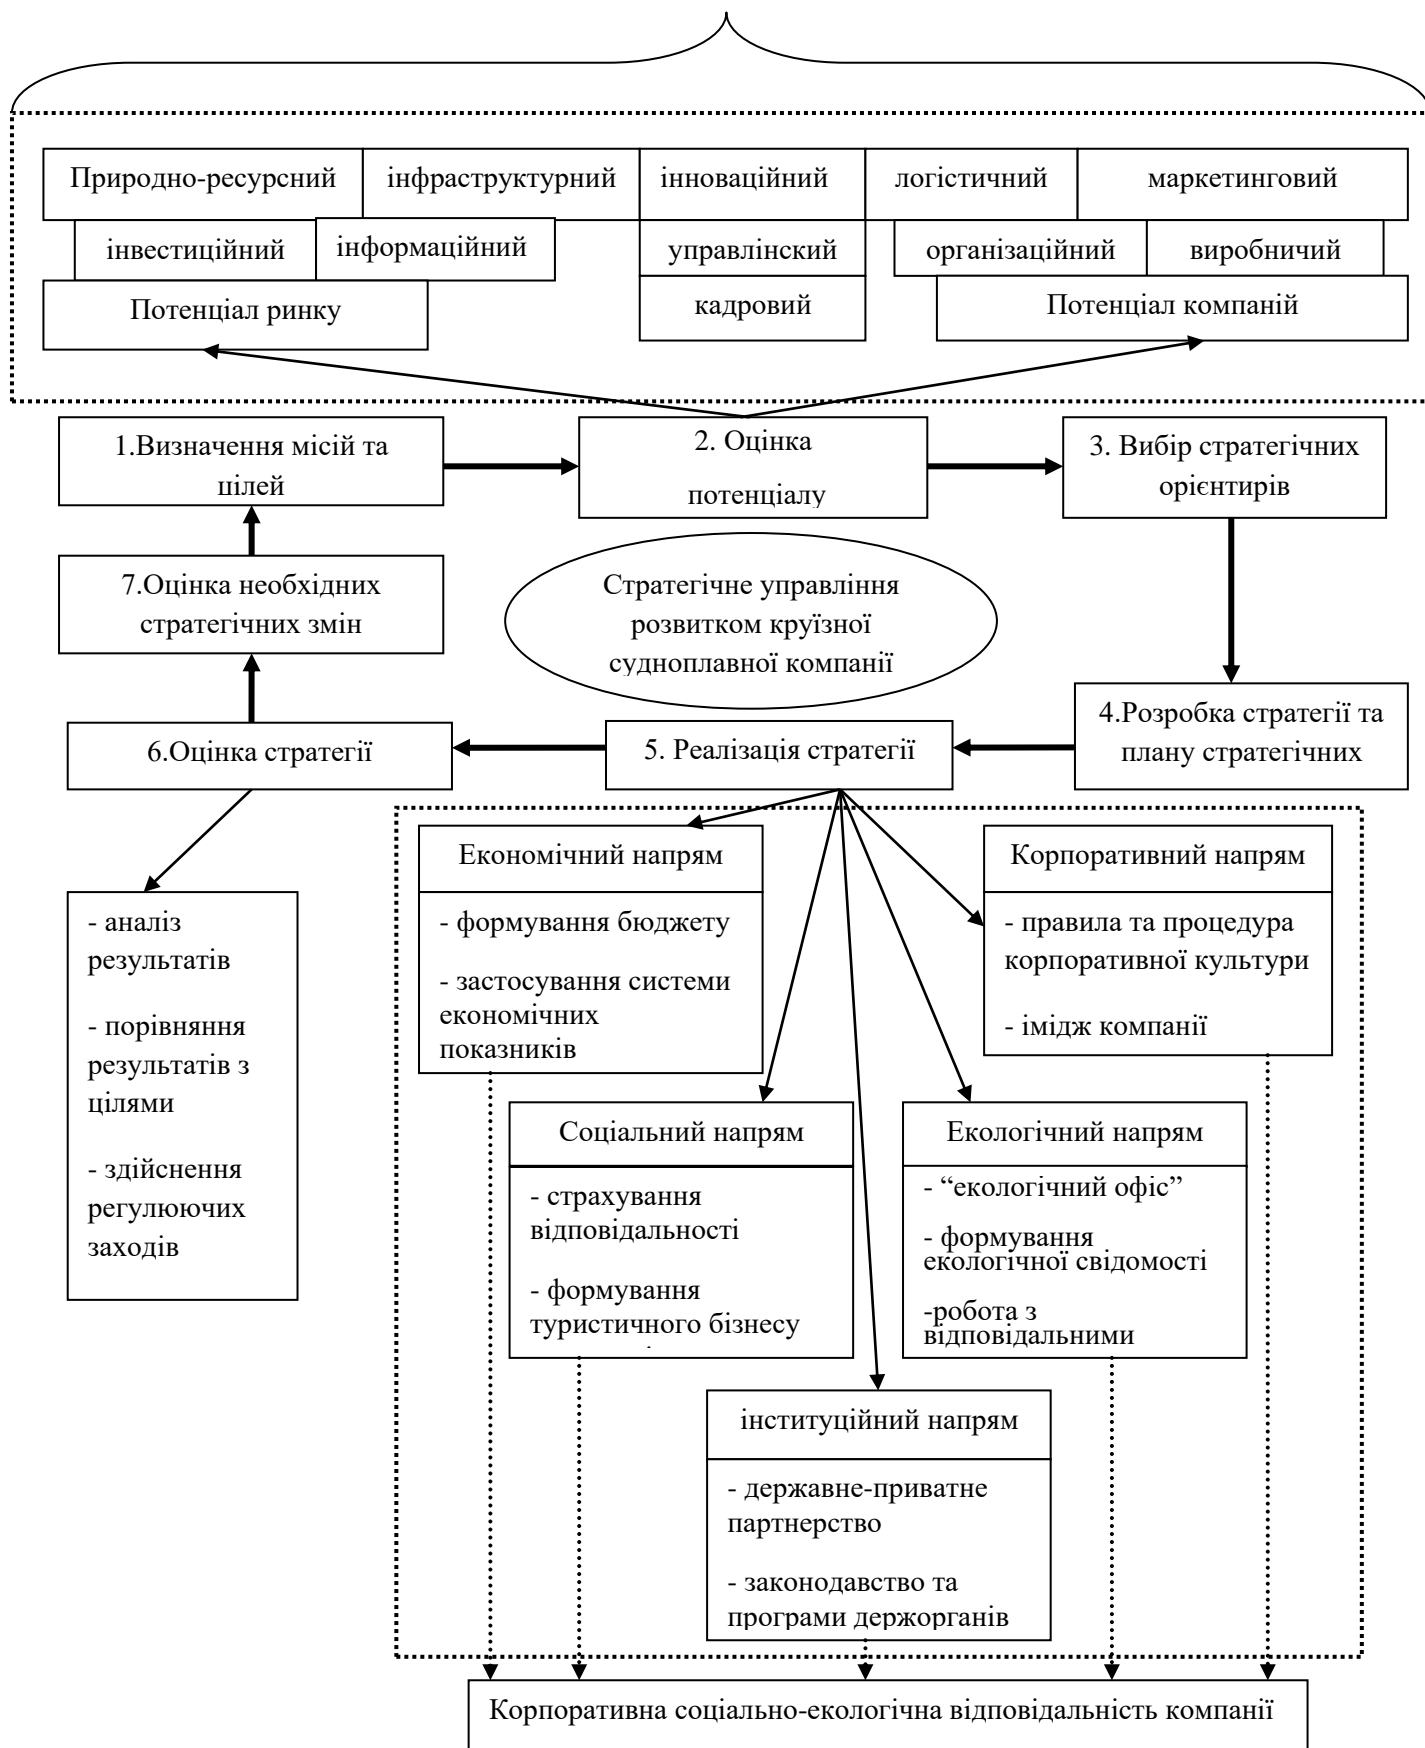 Природно-ресурсний
інфраструктурний
інноваційний
логістичний
маркетинговий
інвестиційний
інформаційний
управлінский
організаційний
виробничий
Потенціал ринку
кадровий
Потенціал компаній
1.Визначення місій та
цілей
2. Оцінка
потенціалу
3. Вибір стратегічних
орієнтирів
7.Оцінка необхідних
стратегічних змін
Стратегічне управління
розвитком круїзної
судноплавної компанії
4.Розробка стратегії та
плану стратегічних
5. Реалізація стратегії
6.Оцінка стратегії
- аналіз
результатів
- порівняння
результатів з
цілями
- здійснення
регулюючих
заходів
Економічний напрям
- формування бюджету
- застосування системи
економічних
показників
Корпоративний напрям
- правила та процедура
корпоративної культури
- імідж компанії
Соціальний напрям
- страхування
відповідальності
- формування
туристичного бізнесу
Екологічний напрям
- “екологічний офіс”
- формування
екологічної свідомості
-робота з
відповідальними
інституційний напрям
- державне-приватне
партнерство
- законодавство та
програми держорганів
Корпоративна соціально-екологічна відповідальність компанії